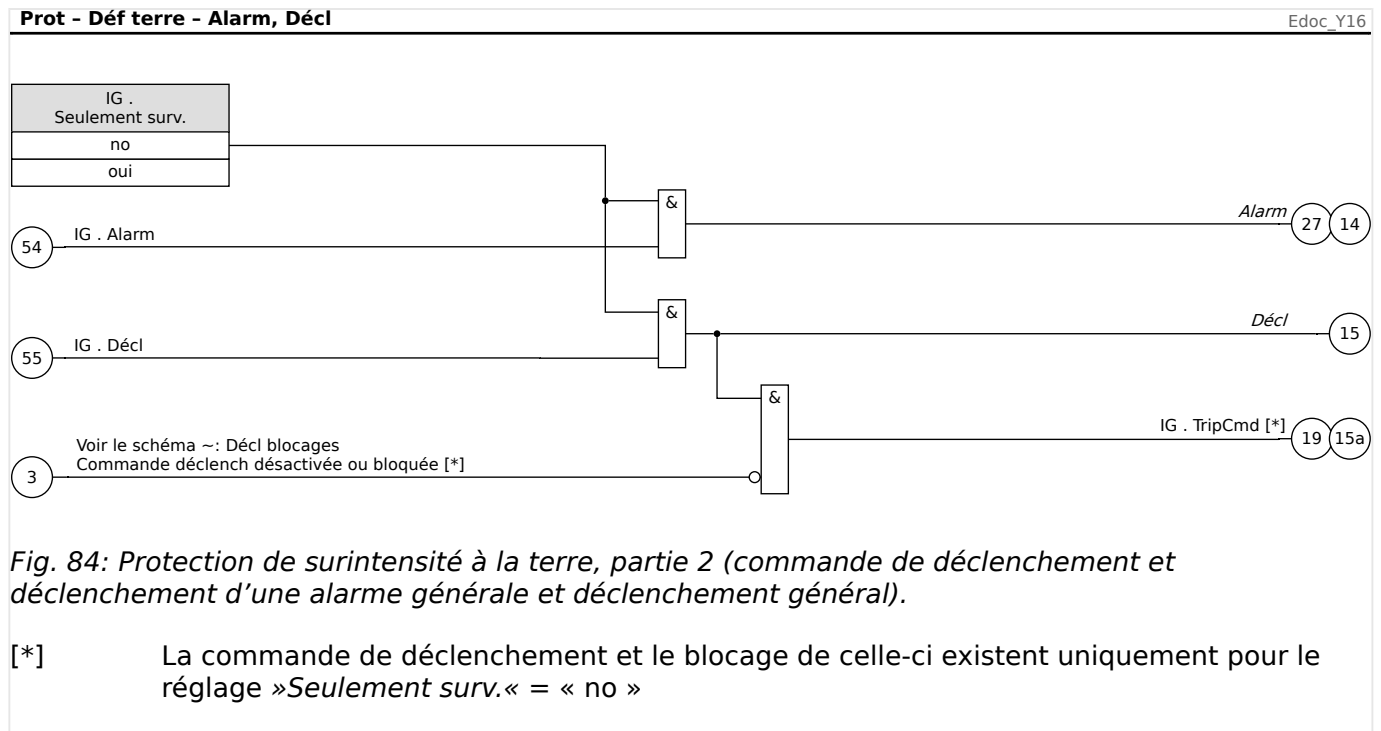 Prot – Déf terre – Alarm, Décl
Edoc_Y16
IG .
Seulement surv.
no
oui
&
Alarm
27
14
54
IG . Alarm
&
Décl
15
55
IG . Décl
&
IG . TripCmd [*]
19
15a
Voir le schéma ~: Décl blocages
Commande déclench désactivée ou bloquée [*]
3
Fig. 84: Protection de surintensité à la terre, partie 2 (commande de déclenchement et
déclenchement d’une alarme générale et déclenchement général).
[*] La commande de déclenchement et le blocage de celle-ci existent uniquement pour le
réglage »Seulement surv.« = « no »